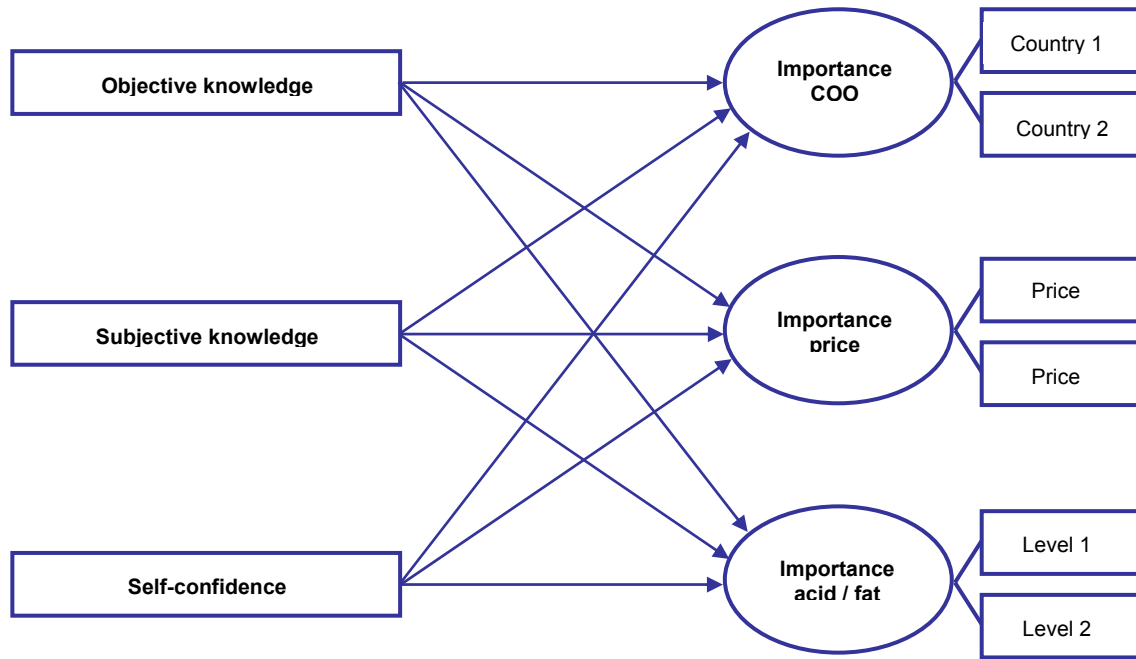 Objective knowledge
Subjective knowledge
Self-confidence
Importance
COO
Importance
price
Importance
acid / fat
Country 1
Country 2
Price
Price
Level 1
Level 2